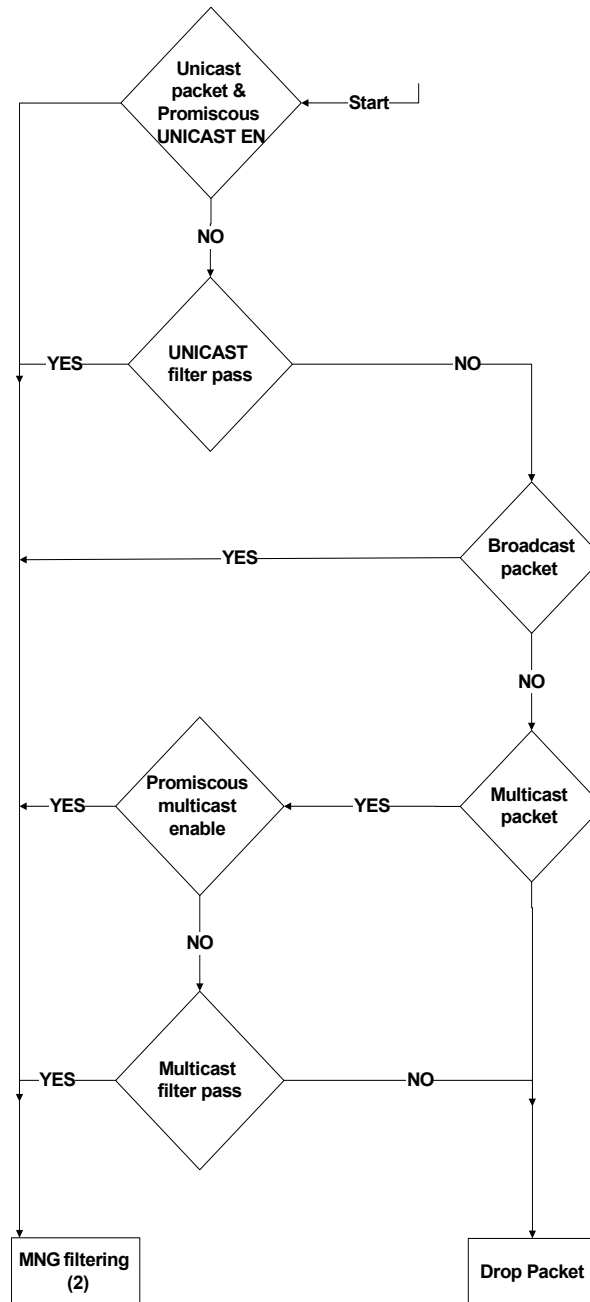 Unicast
packet &
Promiscous
UNICAST EN
Start
NO
UNICAST
filter pass
YES
NO
Broadcast
packet
YES
NO
Multicast
packet
YES
Promiscous
multicast
enable
YES
NO
Multicast
filter pass
YES
NO
MNG filtering
(2)
Drop Packet